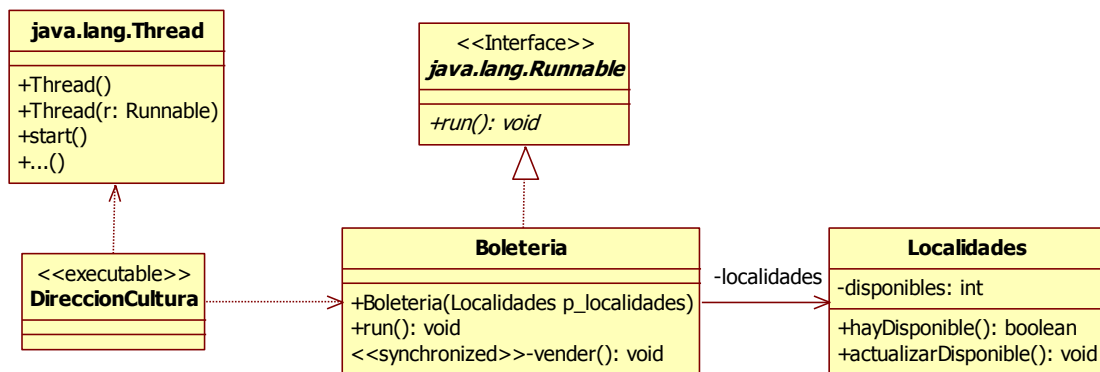 java.lang.Thread
+Thread()
+Thread(r: Runnable)
+start()
+...()
<<Interface>>
java.lang.Runnable
+run(): void
<<executable>>
DireccionCultura
Boleteria
+Boleteria(Localidades p_localidades)
+run(): void
<<synchronized>>-vender(): void
-localidades
Localidades
-disponibles: int
+hayDisponible(): boolean
+actualizarDisponible(): void